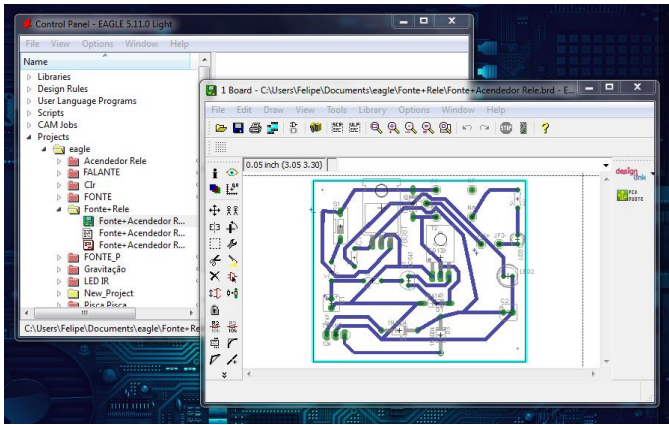 Control Panel - EAGLE 5.11.0 Light
File View Options Window Help
Name
Libraries
Design Rules
User Language Programs
Scripts
CAM Jobs
Projects
eagle
Acendedor Rele
FALANTE
CIr
FONTE
Fonte+Rele
Fonte+Acendedor R...
Fonte+Acendedor R...
Fonte+Acendedor R...
FONTE_P
Gravitação
LED IR
New_Project
Pisca Pisca
C:\Users\Felipe\Documents\eagle\Fonte+Re
1 Board - C:\Users\Felipe\Documents\eagle\Fonte+Rele\Fonte+Acendedor Rele.brd - E...
File Edit Draw View Tools Library Options Window Help
0.05 inch (3.05 3.30)
design
link
PCB
QUOTE
LED2